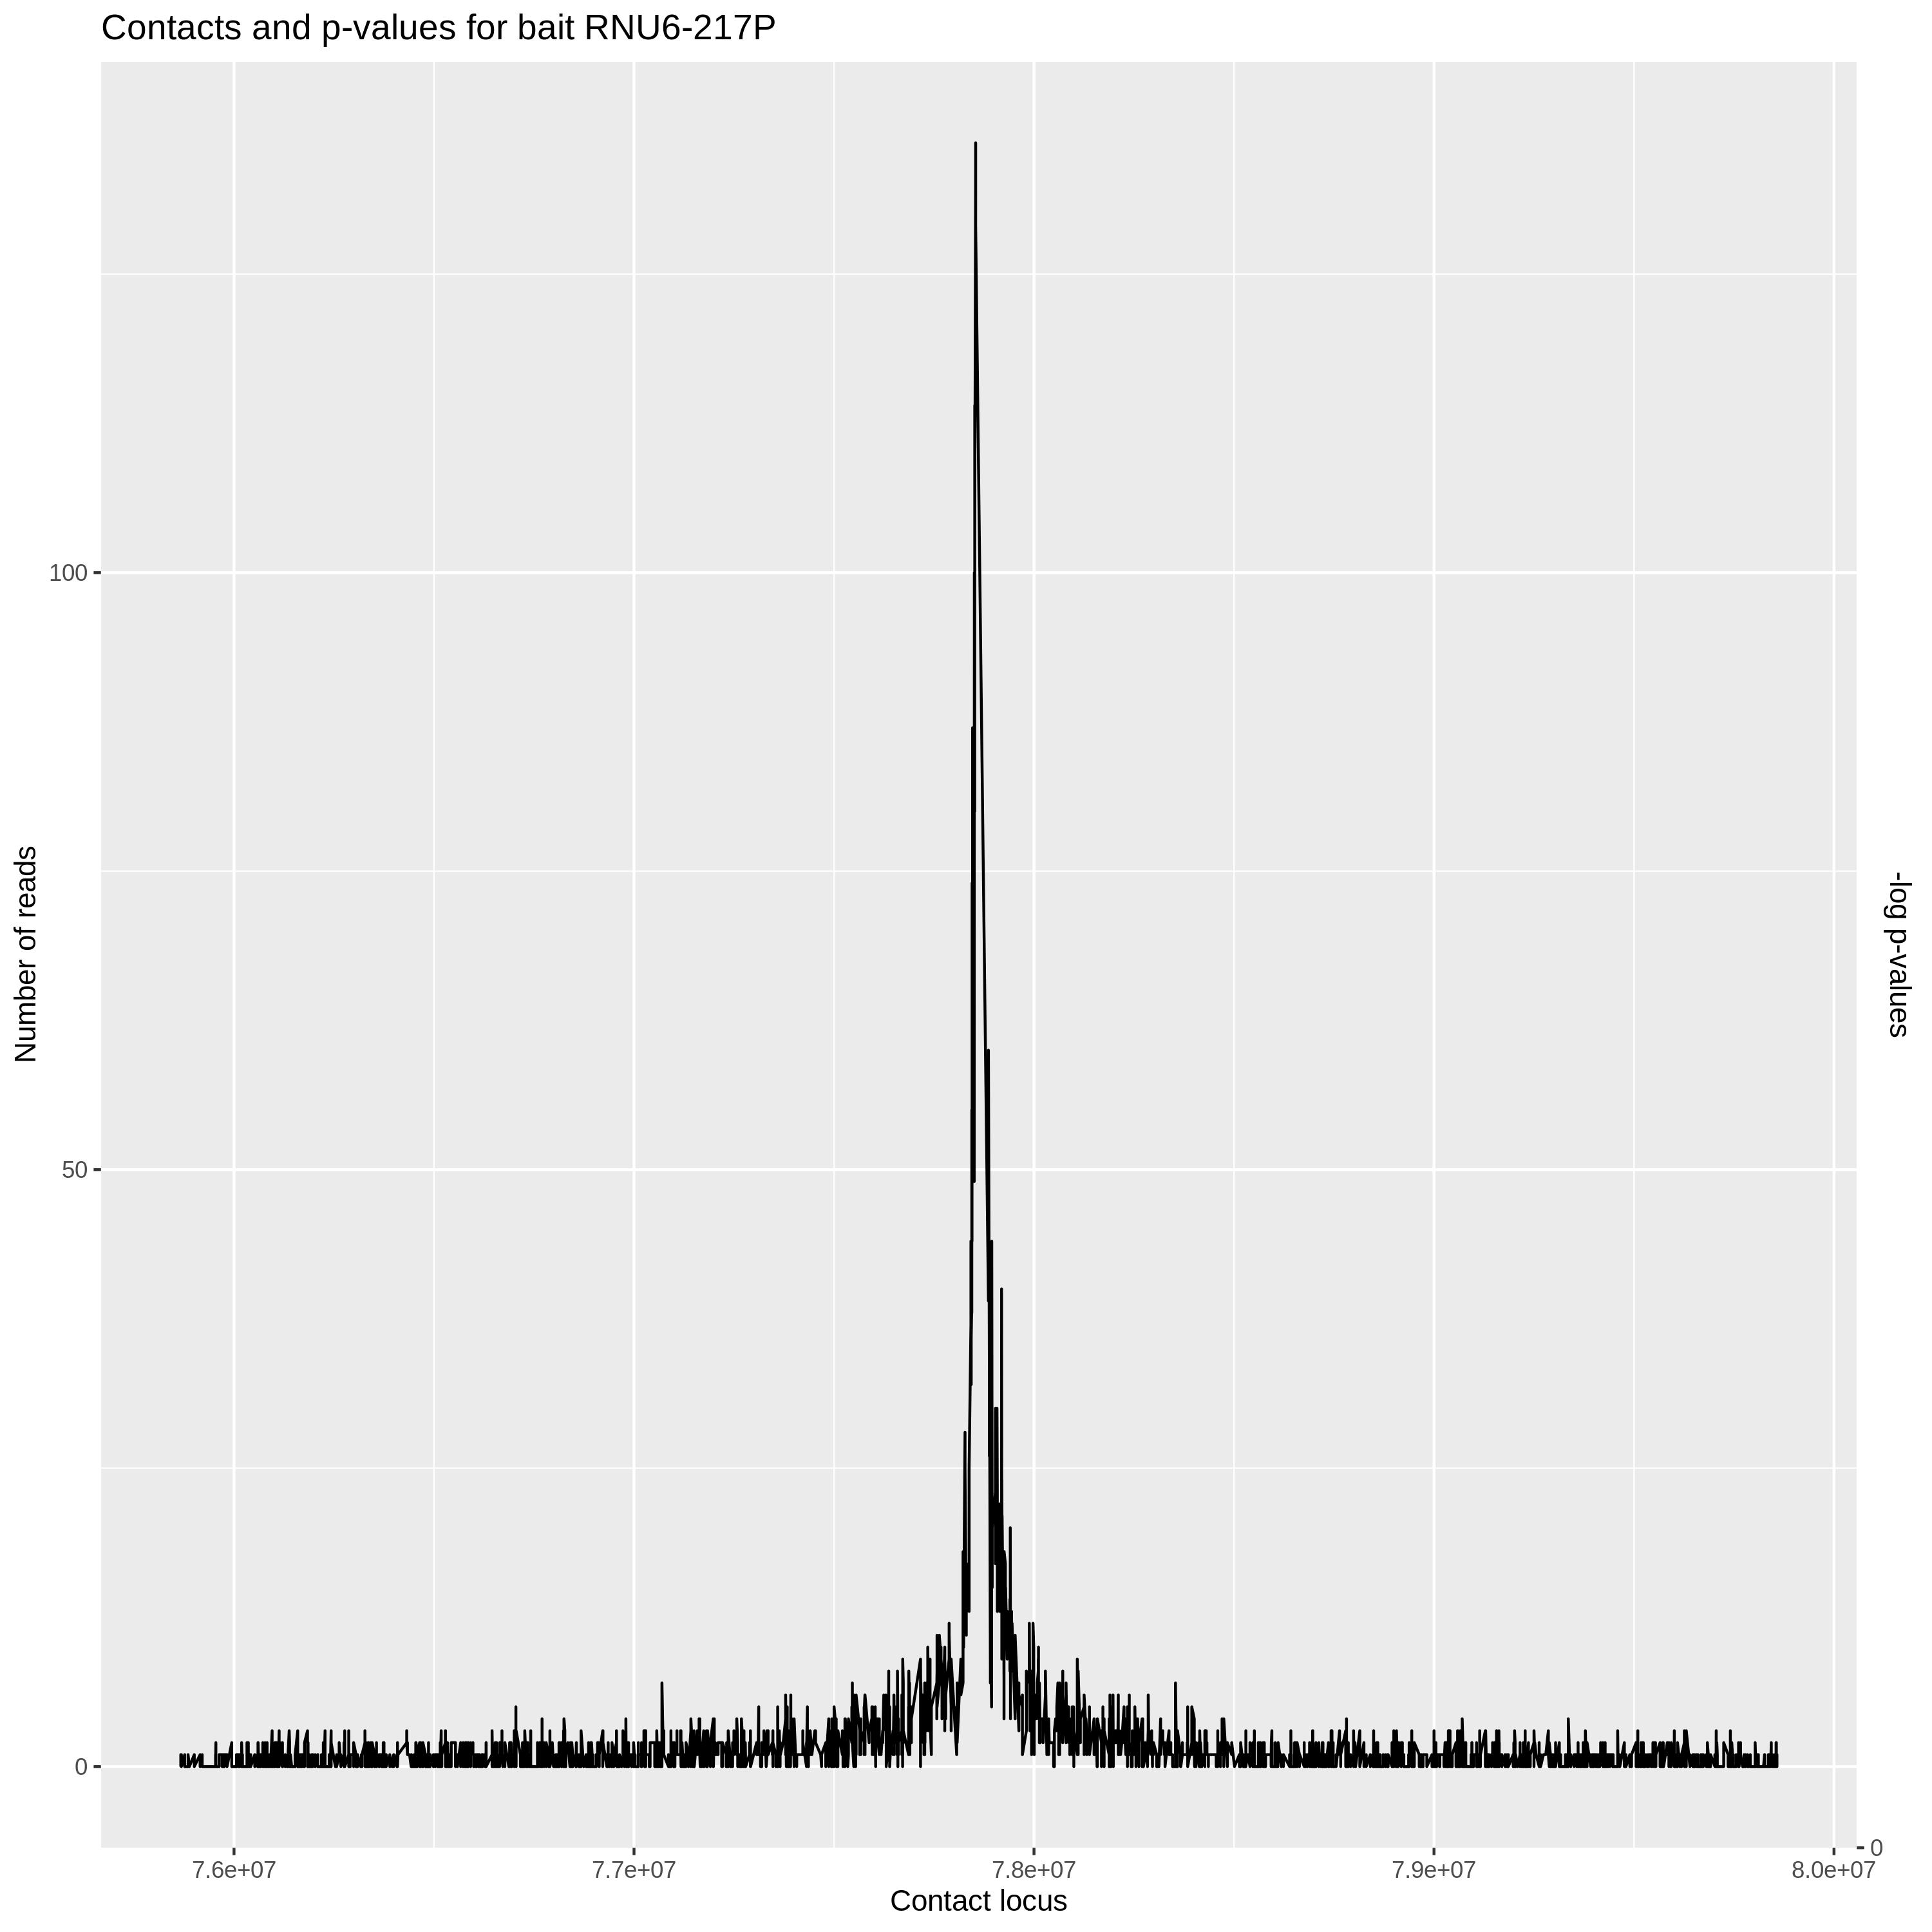 Contacts and p-values for bait RNU6-217P
100
50
0
Number of reads
-log p-values
0
7.6e+07
7.7e+07
7.8e+07
7.9e+07
8.0e+07
Contact locus